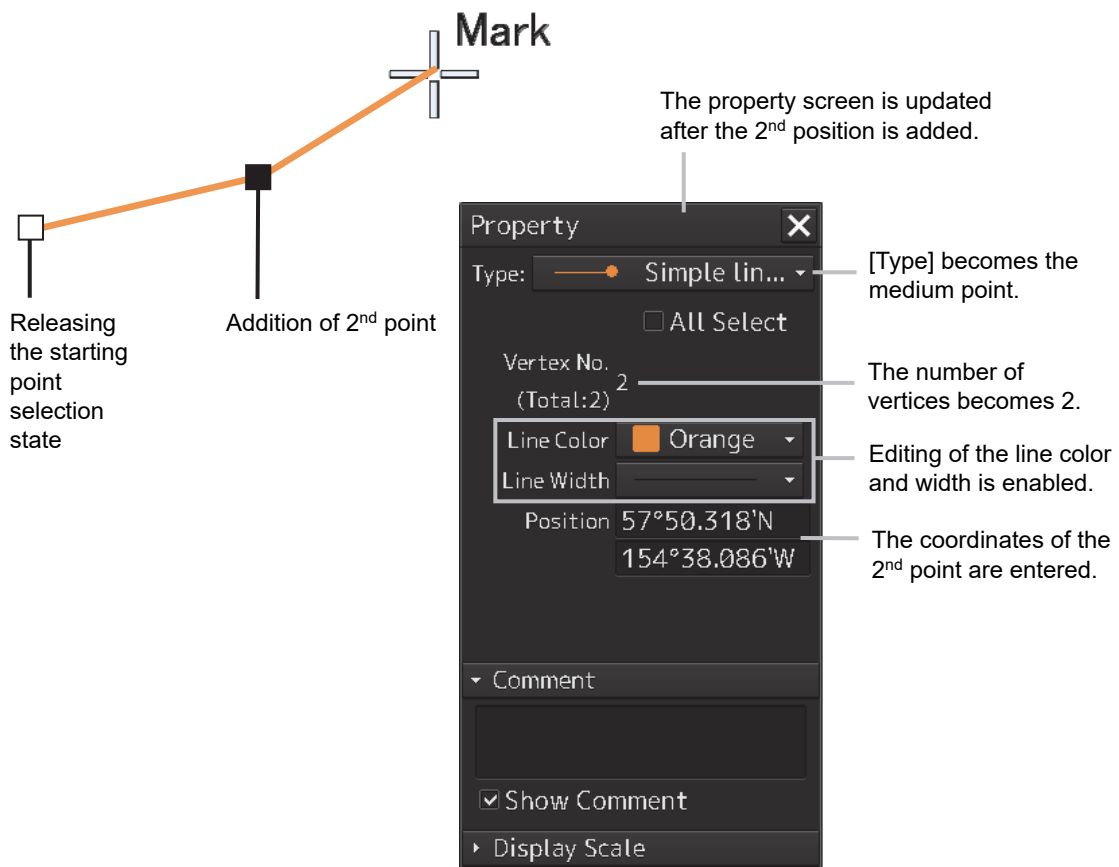 Mark
The property screen is updated
after the 2nd position is added.
Property
Type: Simple lin...
[Type] becomes the
medium point.
All Select
Releasing
the starting
point
selection
state
Addition of 2nd point
Vertex No.
(Total:2)
2
The number of
vertices becomes 2.
Line Color Orange
Line Width
Editing of the line color
and width is enabled.
Position 57°50.318'N
154°38.086'W
The coordinates of the
2nd point are entered.
Comment
Show Comment
Display Scale